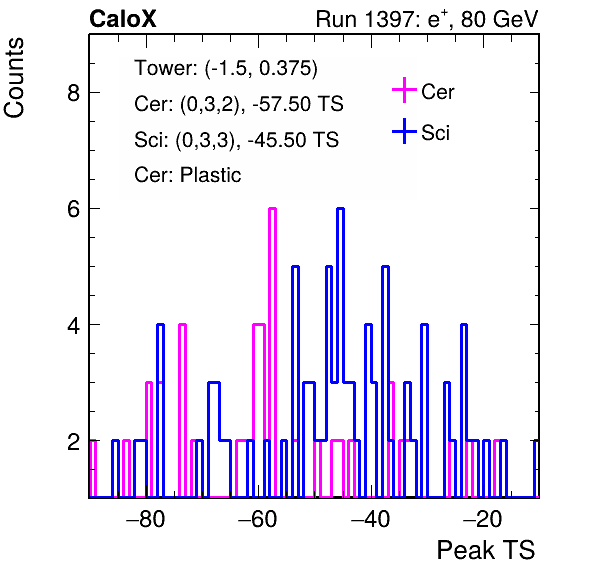 CaloX Run 1397: e⁺, 80 GeV
Counts
Tower: (-1.5, 0.375)
Cer: (0,3,2), -57.50 TS
Sci: (0,3,3), -45.50 TS
Cer: Plastic
Cer
Sci
8
6
4
2
−80 −60 −40 −20
Peak TS